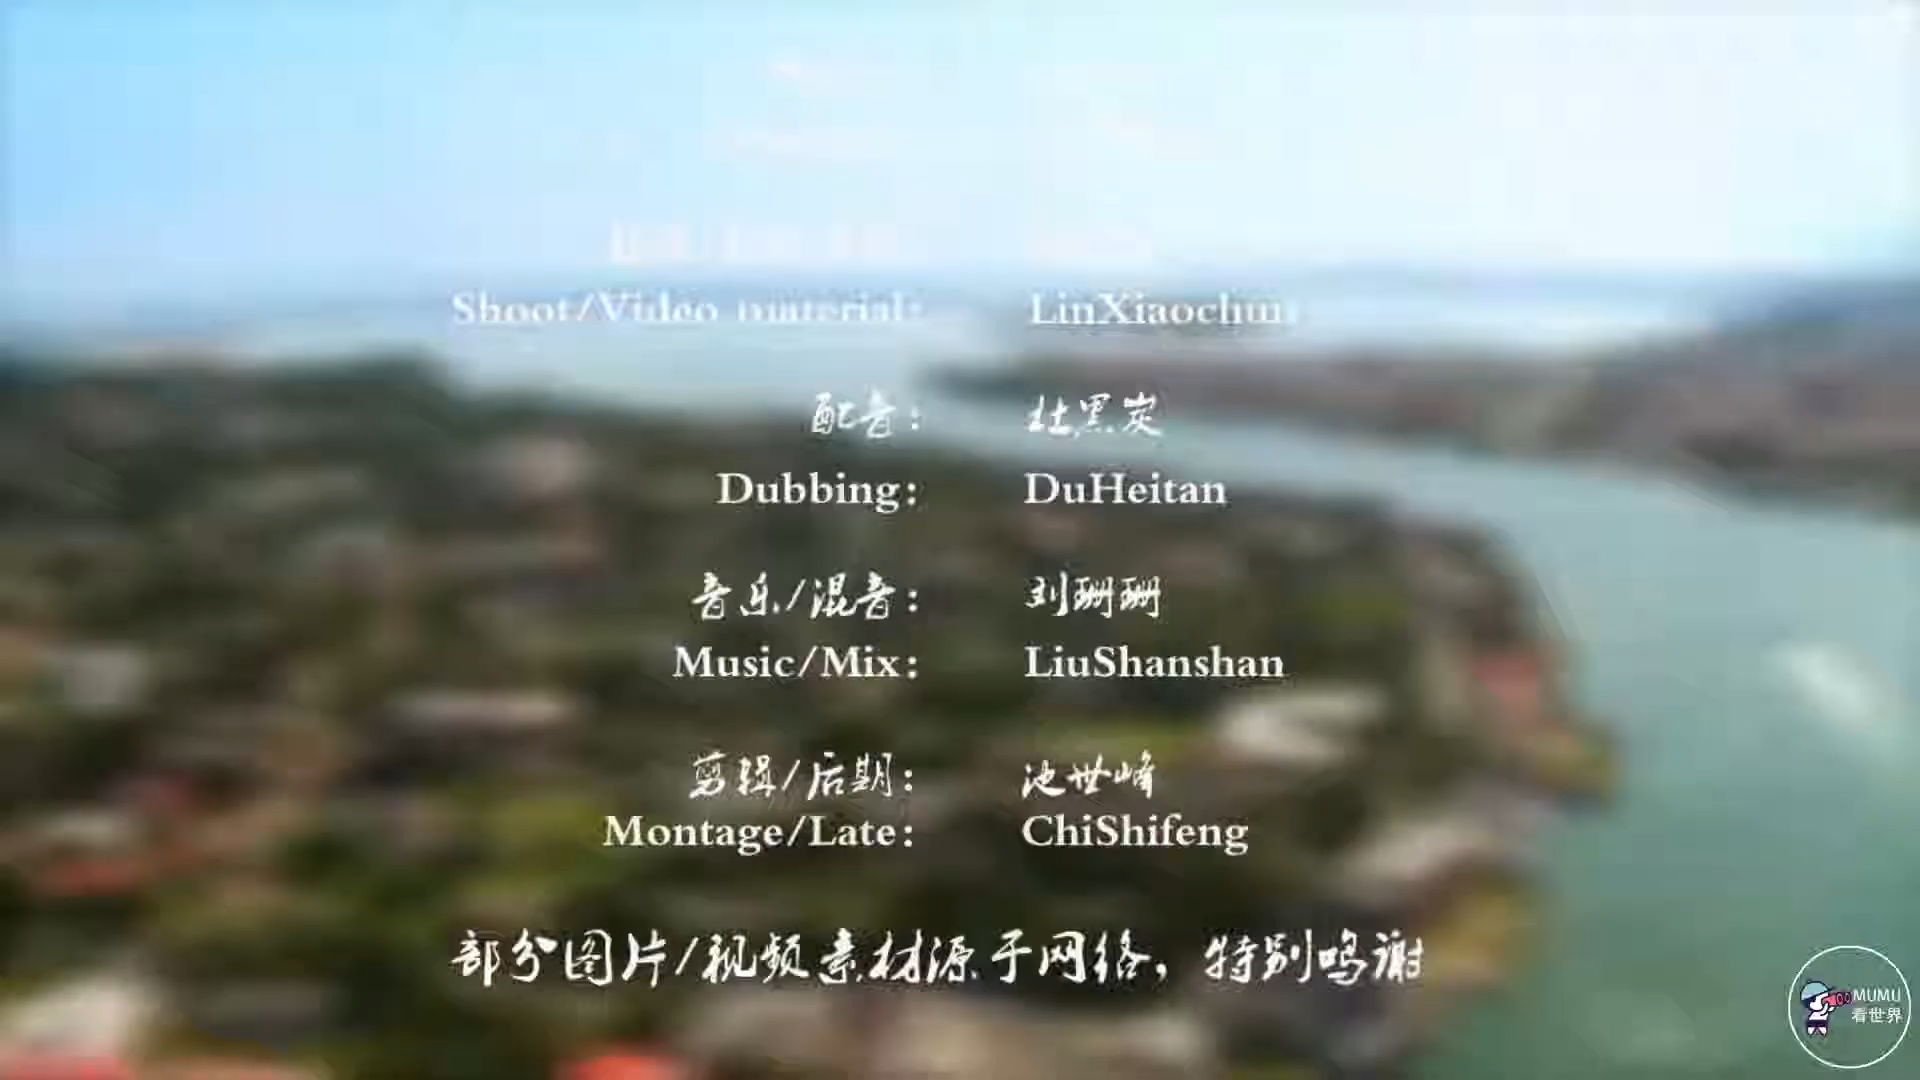 Shoot/Video material:
LinXiaochun
配音：
杜黑炭
Dubbing:
DuHeitan
音乐/混音：
刘珊珊
Music/Mix:
LiuShanshan
剪辑/后期：
池世峰
Montage/Late:
ChiShifeng
部分图片/视频素材源于网络，特别鸣谢
MUMU
看世界